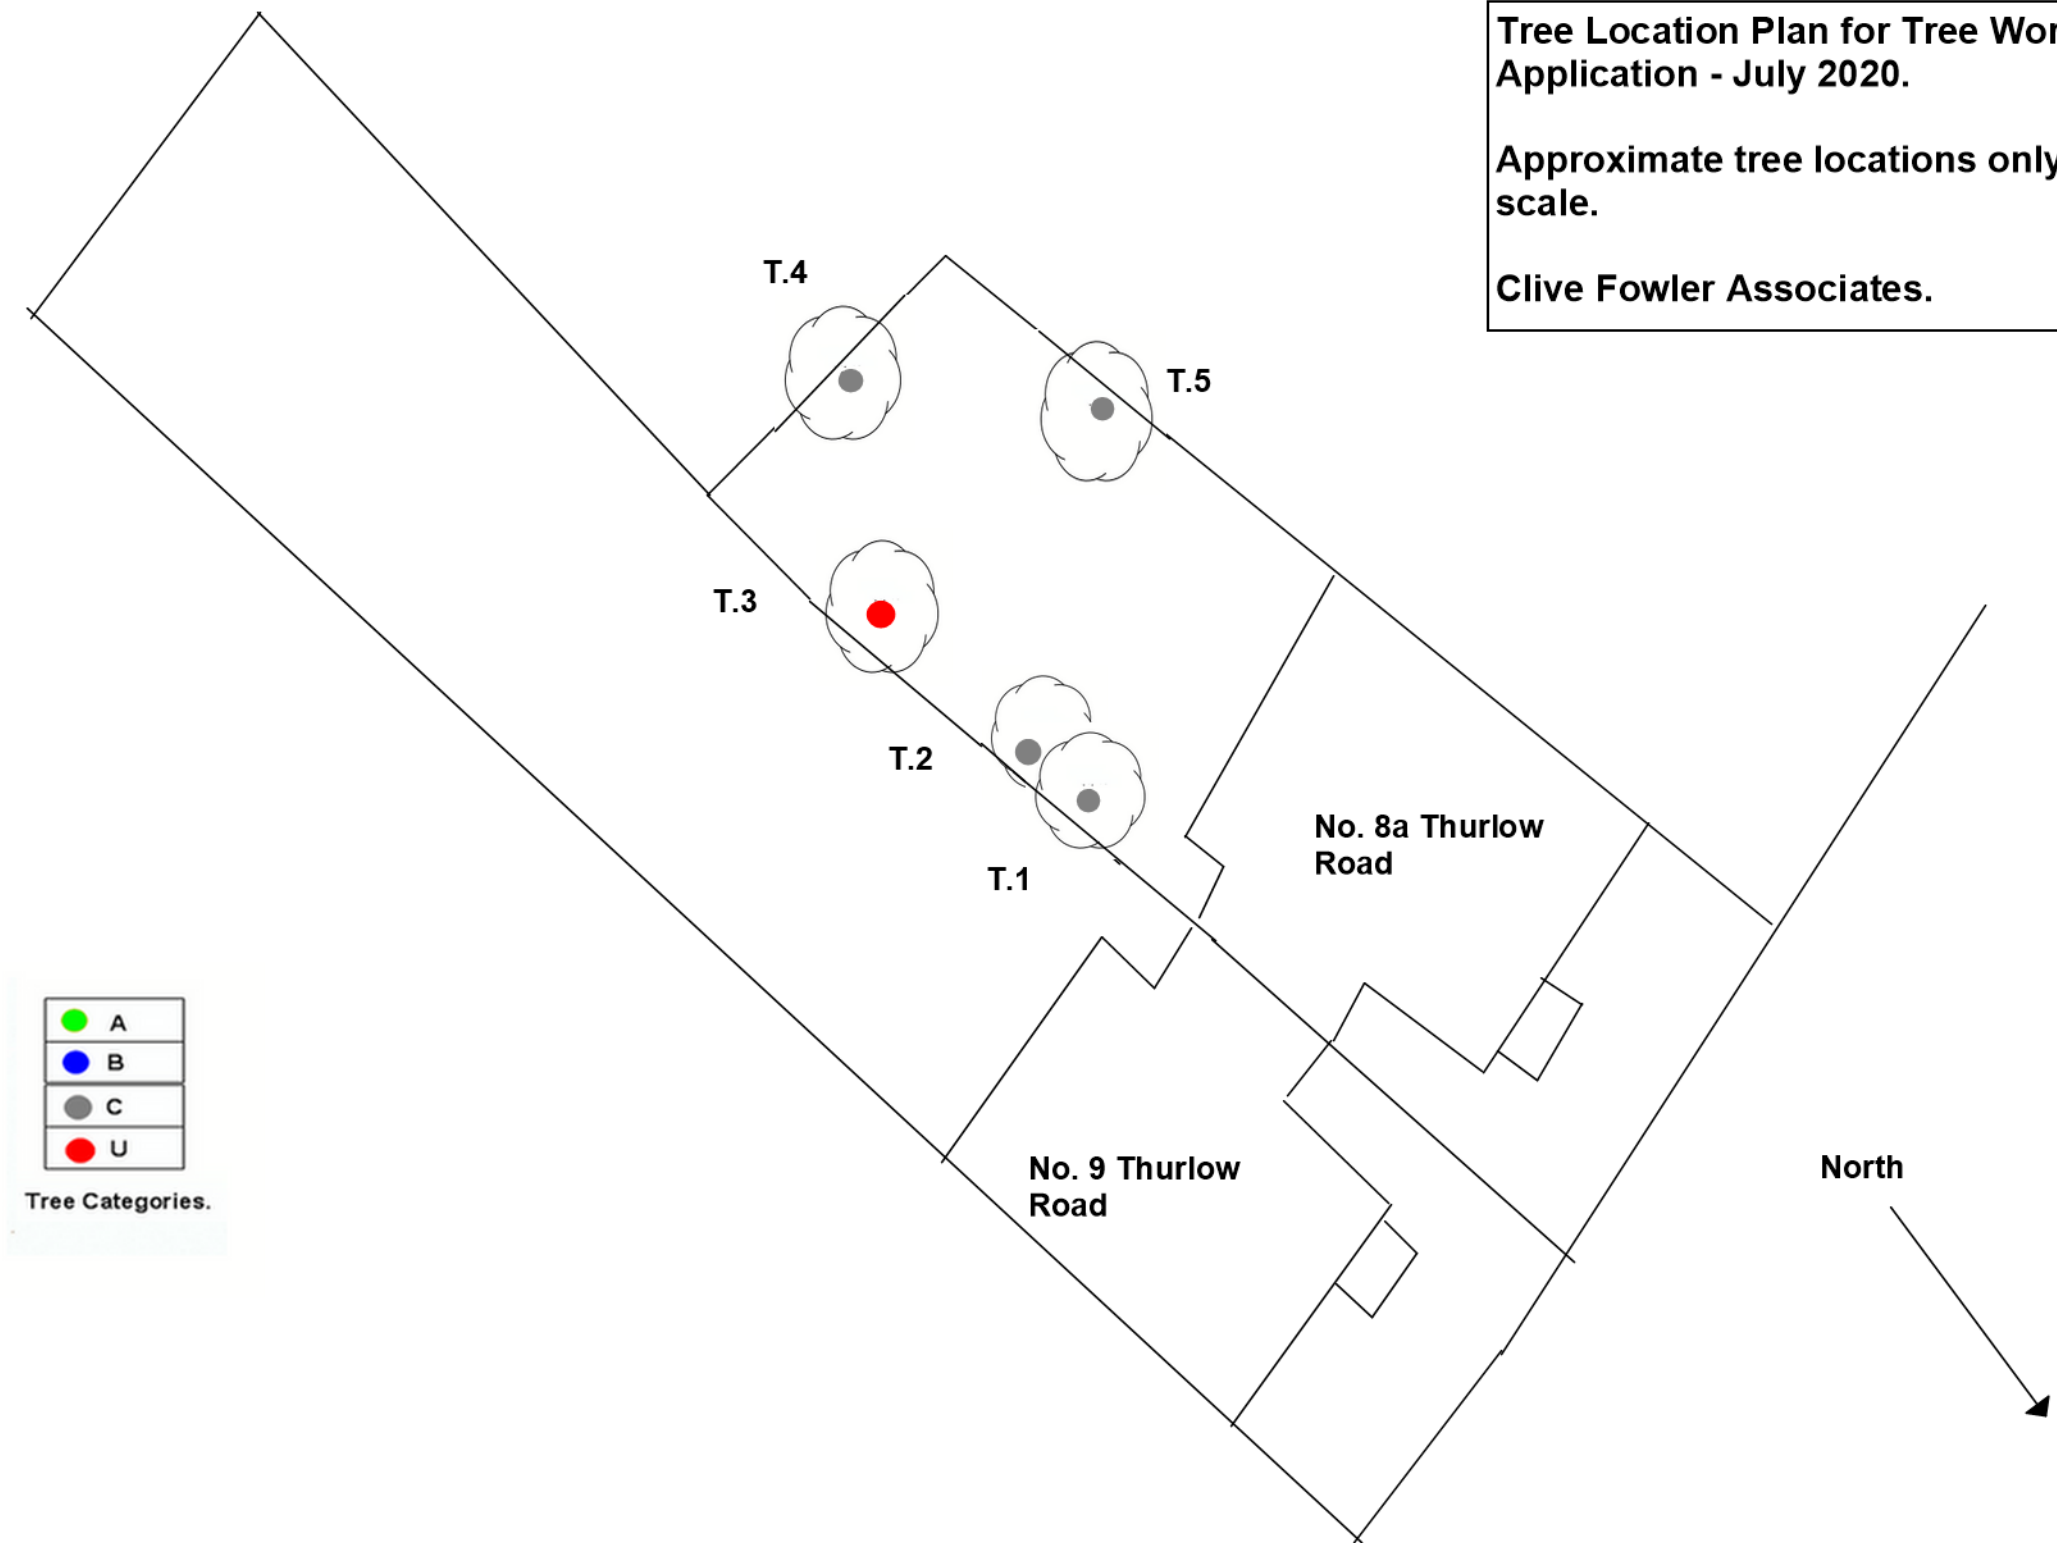 Tree Location Plan for Tree Wor
Application - July 2020.
Approximate tree locations only
scale.
Clive Fowler Associates.
T.4
T.5
T.3
T.2
T.1
No. 8a Thurlow
Road
No. 9 Thurlow
Road
North
A
B
C
U
Tree Categories.